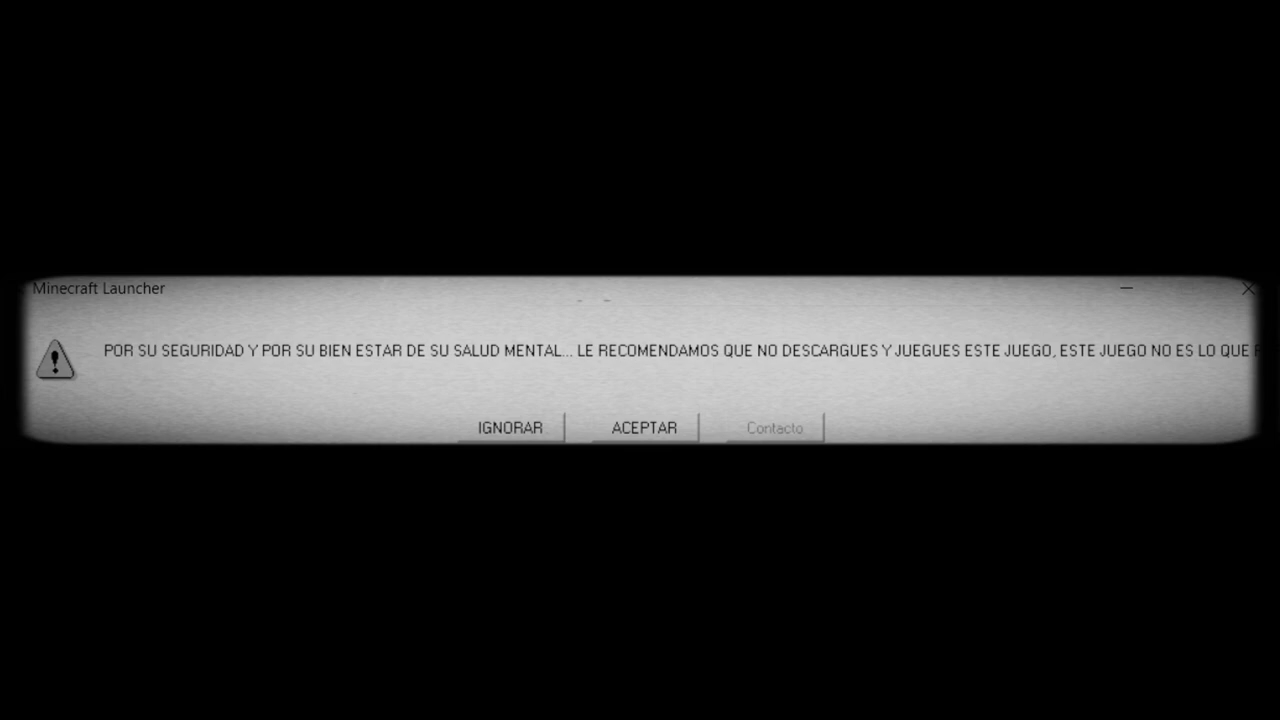 Minecraft Launcher
POR SU SEGURIDAD Y POR SU BIEN ESTAR DE SU SALUD MENTAL... LE RECOMENDAMOS QUE NO DESCARGUES Y JUEGUES ESTE JUEGO, ESTE JUEGO NO ES LO QUE
IGNORAR ACEPTAR Contacto